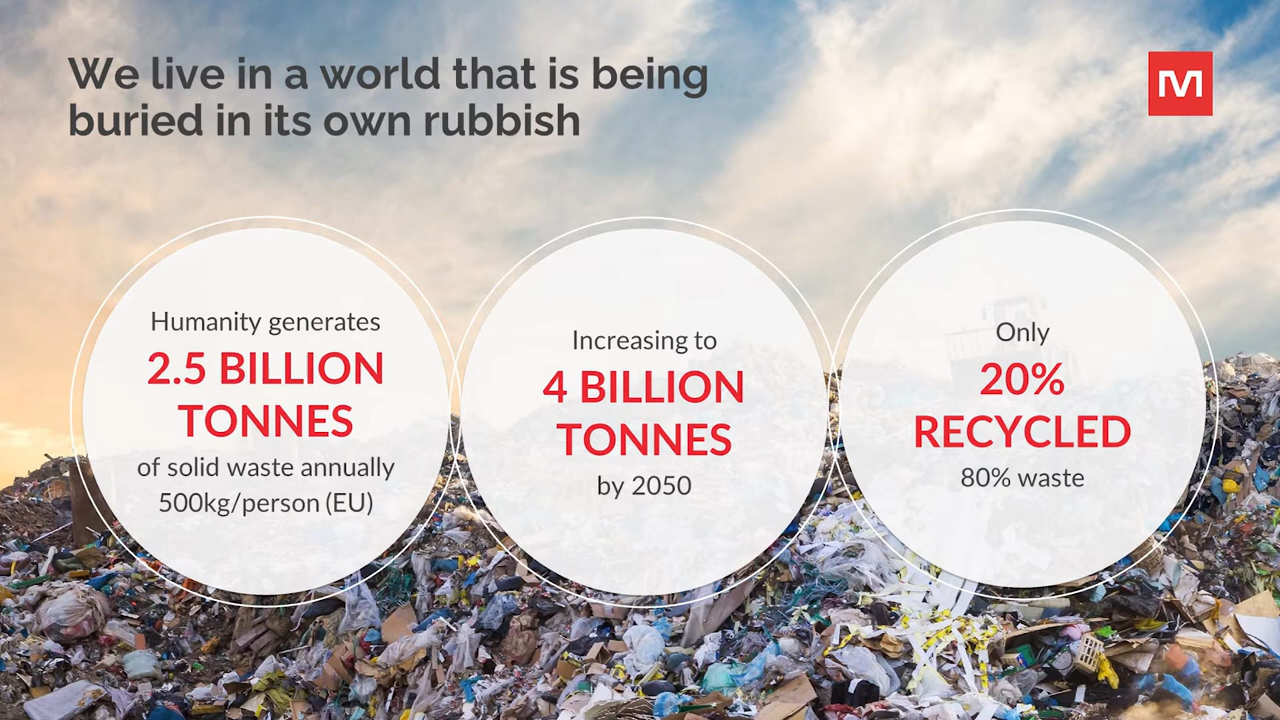 We live in a world that is being
buried in its own rubbish
M
Humanity generates
2.5 BILLION
TONNES
of solid waste annually
500kg/person (EU)
Increasing to
4 BILLION
TONNES
by 2050
Only
20%
RECYCLED
80% waste